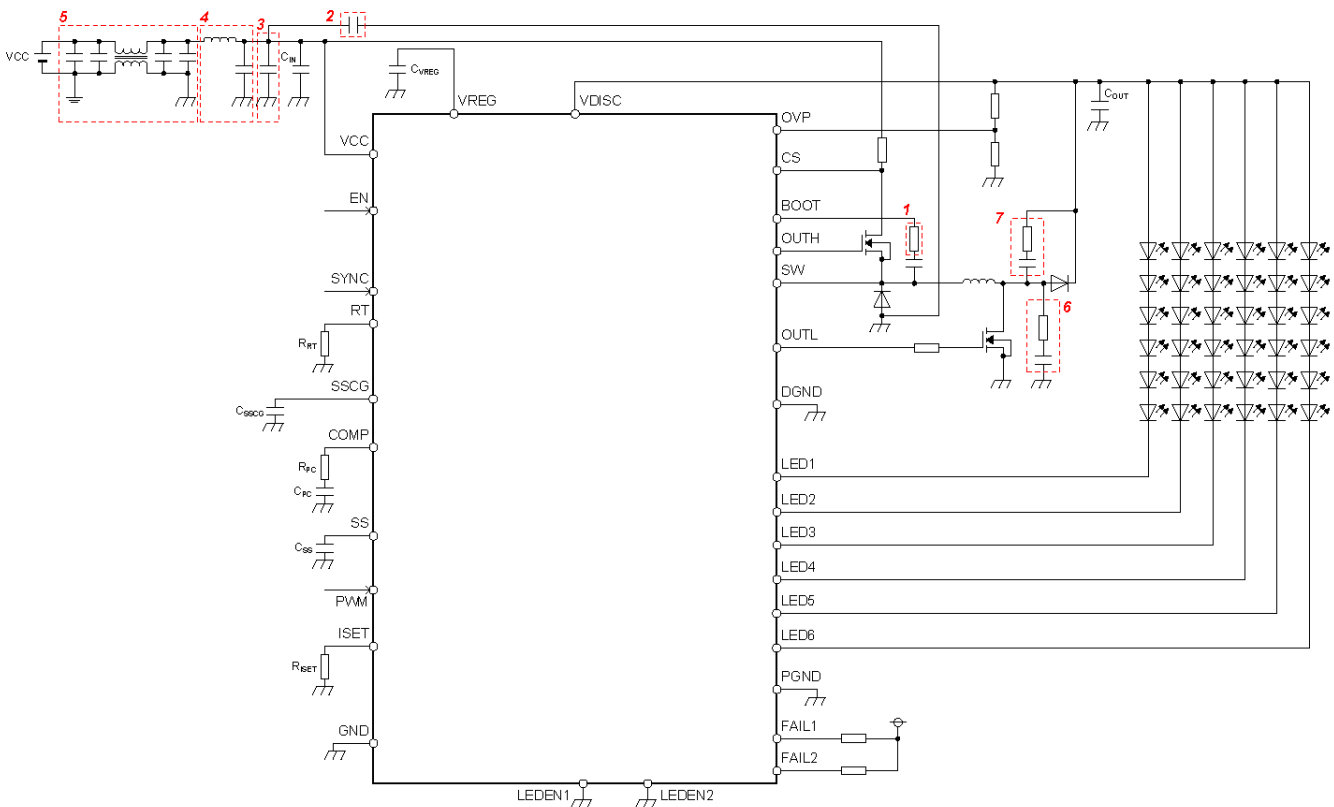 5
4
3
2
VCC
CIN
CVREG
VREG
VDISC
COUT
VCC
EN
SYNC
RT
RRT
SSCG
CSSCG
COMP
RPC
CPC
SS
CSS
PWM
ISET
RISET
GND
LEDEN1
LEDEN2
OVP
CS
BOOT
1
7
OUTH
SW
6
OUTL
DGND
LED1
LED2
LED3
LED4
LED5
LED6
PGND
FAIL1
FAIL2